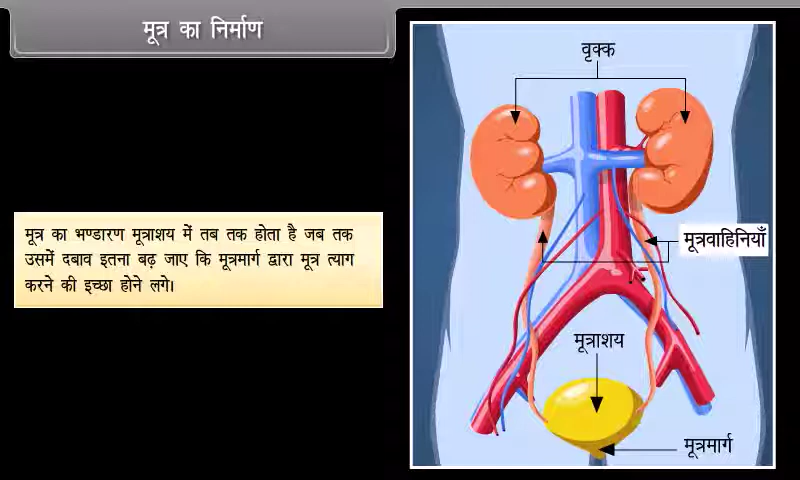 मूत्र का निर्माण
वृक्क
मूत्र का भण्डारण मूत्राशय में तब तक होता है जब तक
उसमें दबाव इतना बढ़ जाए कि मूत्रमार्ग द्वारा मूत्र त्याग
करने की इच्छा होने लगे।
मूत्रवाहिनियाँ
मूत्राशय
मूत्रमार्ग